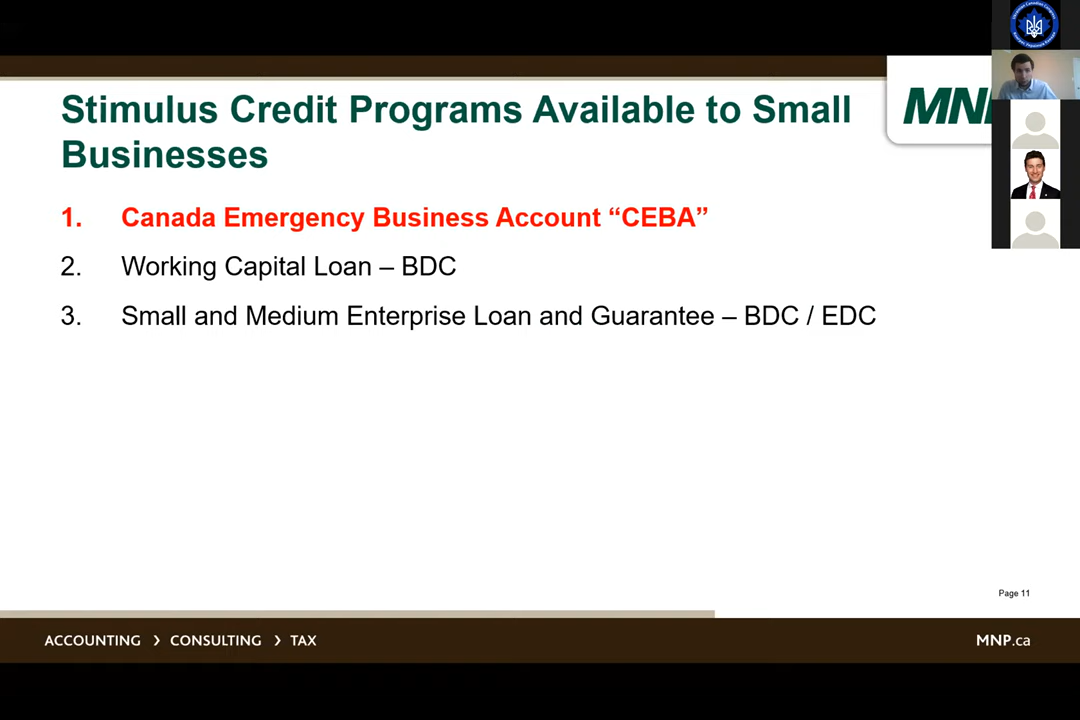 Stimulus Credit Programs Available to Small
Businesses
MN
1. Canada Emergency Business Account “CEBA”
2. Working Capital Loan – BDC
3. Small and Medium Enterprise Loan and Guarantee – BDC / EDC
Page 11
ACCOUNTING › CONSULTING › TAX
MNP.ca